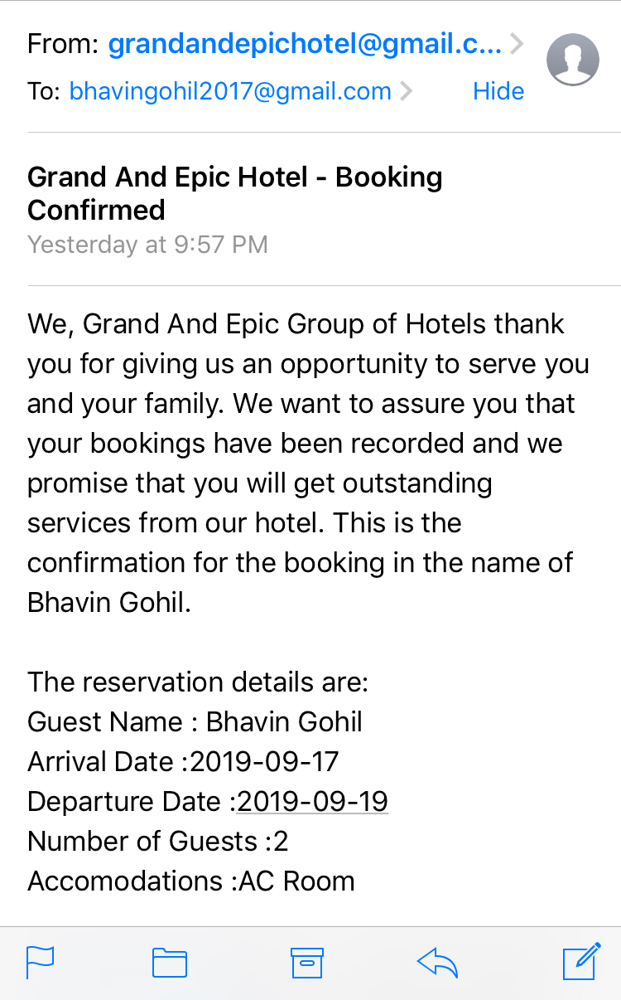 From: grandandepichotel@gmail.c...
To: bhavingohil2017@gmail.com Hide
Grand And Epic Hotel - Booking
Confirmed
Yesterday at 9:57 PM
We, Grand And Epic Group of Hotels thank
you for giving us an opportunity to serve you
and your family. We want to assure you that
your bookings have been recorded and we
promise that you will get outstanding
services from our hotel. This is the
confirmation for the booking in the name of
Bhavin Gohil.
The reservation details are:
Guest Name : Bhavin Gohil
Arrival Date :2019-09-17
Departure Date :2019-09-19
Number of Guests :2
Accomodations :AC Room